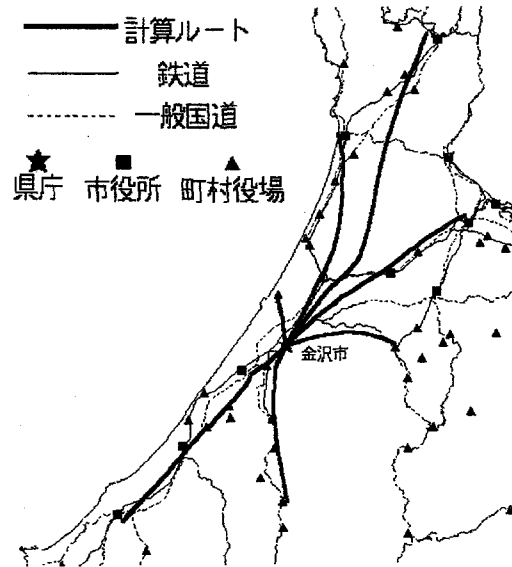 計算ルート
鉄道
一般国道
県庁 市役所 町村役場
金沢市